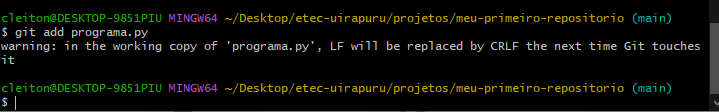 cleiton@DESKTOP-9851PIU MINGW64 ~/Desktop/etec-uirapuru/projetos/meu-primeiro-repositorio (main)
$ git add programa.py
warning: in the working copy of 'programa.py', LF will be replaced by CRLF the next time Git touches
it
cleiton@DESKTOP-9851PIU MINGW64 ~/Desktop/etec-uirapuru/projetos/meu-primeiro-repositorio (main)
$